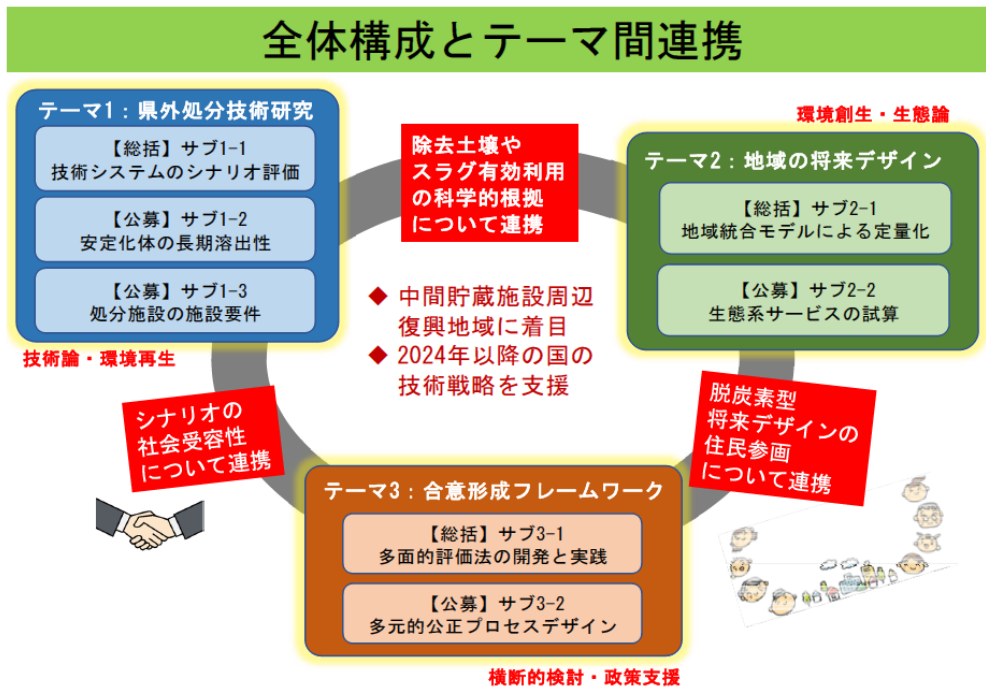 全体構成とテーマ間連携
テーマ1：県外処分技術研究
【総括】サブ1-1
技術システムのシナリオ評価
【公募】サブ1-2
安定化体の長期溶出性
【公募】サブ1-3
処分施設の施設要件
技術論・環境再生
除去土壌や
スラグ有効利用
の科学的根拠
について連携
環境創生・生態論
テーマ2：地域の将来デザイン
【総括】サブ2-1
地域統合モデルによる定量化
【公募】サブ2-2
生態系サービスの試算
◆ 中間貯蔵施設周辺
復興地域に着目
◆ 2024年以降の国の
技術戦略を支援
シナリオの
社会受容性
について連携
脱炭素型
将来デザインの
住民参画
について連携
テーマ3：合意形成フレームワーク
【総括】サブ3-1
多面的評価法の開発と実践
【公募】サブ3-2
多元的公正プロセスデザイン
横断的検討・政策支援